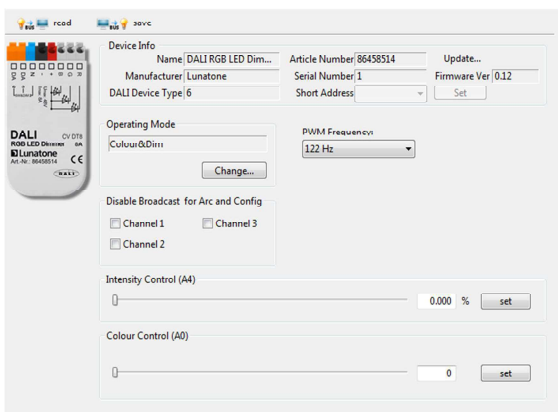 read save
Device Info
Name DALI RGB LED Dim... Article Number 86458514 Update...
Manufacturer Lunatone Serial Number 1 Firmware Ver 0.12
DALI Device Type 6 Short Address Set
DALI CV DT6
RGB LED Dimmer 6A
Lunatone
Art.-Nr.: 86458514 CE
DALI
Operating Mode
Colour&Dim
Change...
PWM Frequency:
122 Hz
Disable Broadcast for Arc and Config
Channel 1 Channel 3
Channel 2
Intensity Control (A4)
0.000 % set
Colour Control (A0)
0 set